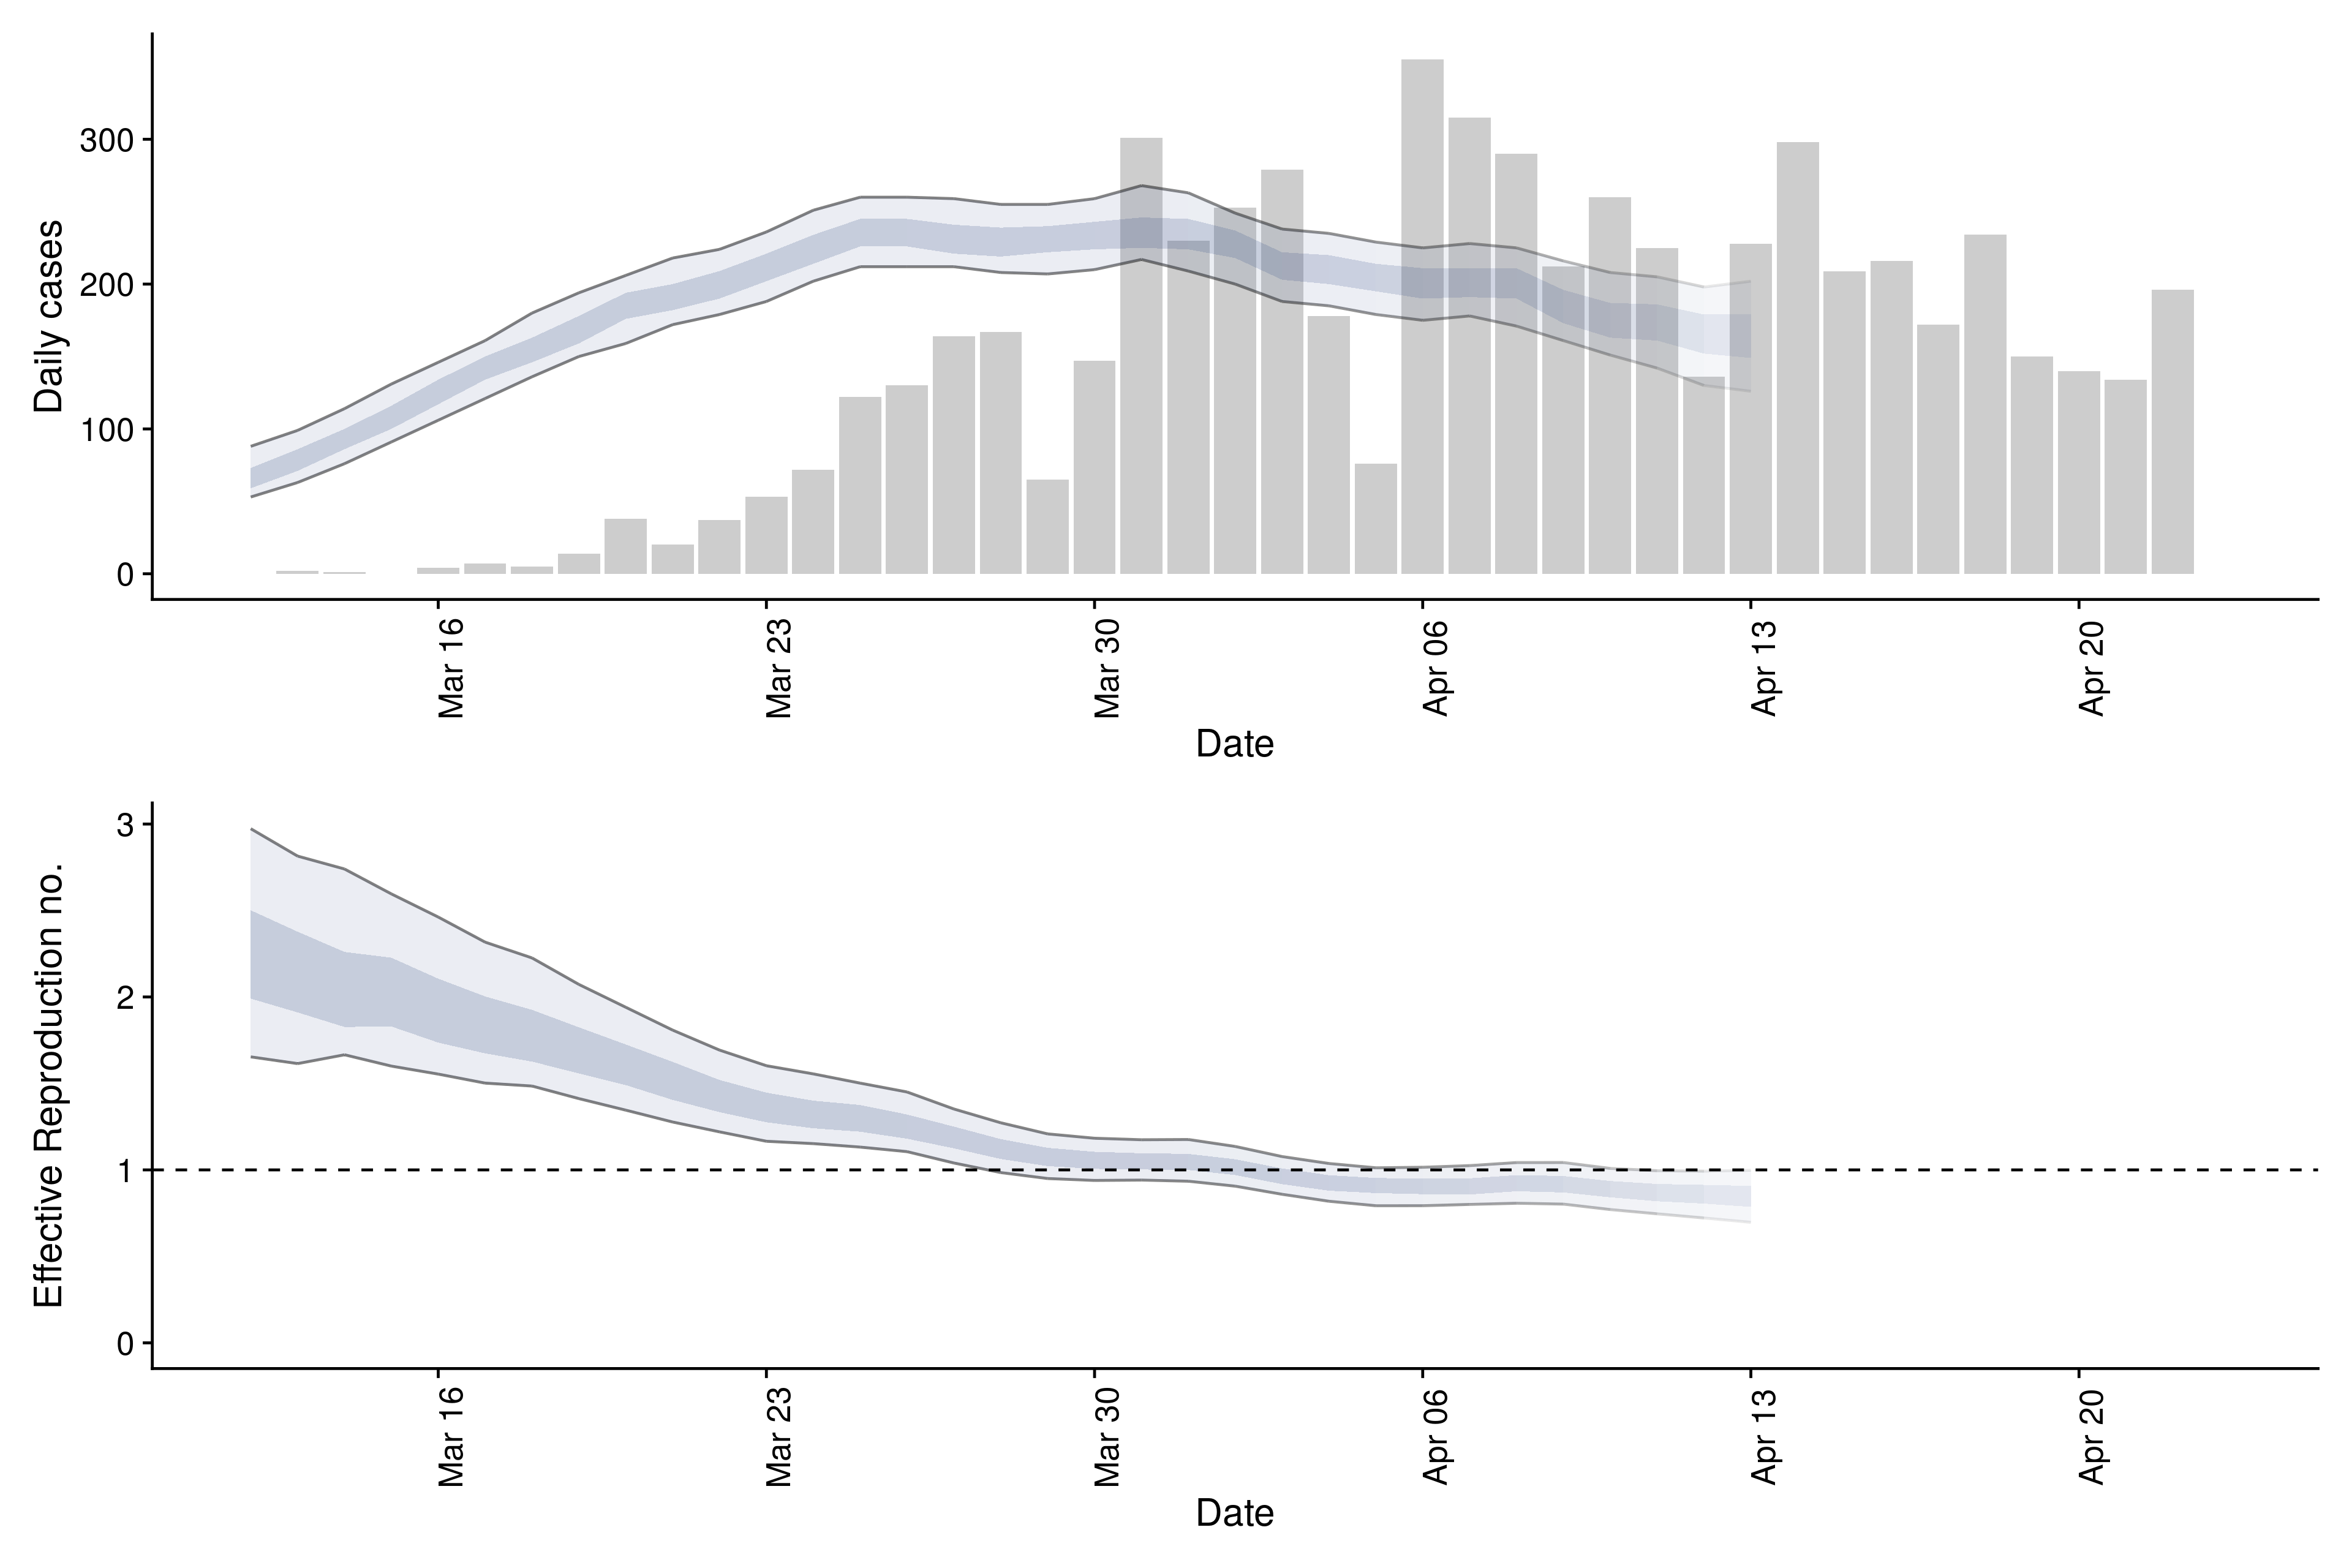 Daily cases
300
200
100
0
Mar 16
Mar 23
Mar 30
Apr 06
Apr 13
Apr 20
Date
Effective Reproduction no.
3
2
1
0
Mar 16
Mar 23
Mar 30
Apr 06
Apr 13
Apr 20
Date